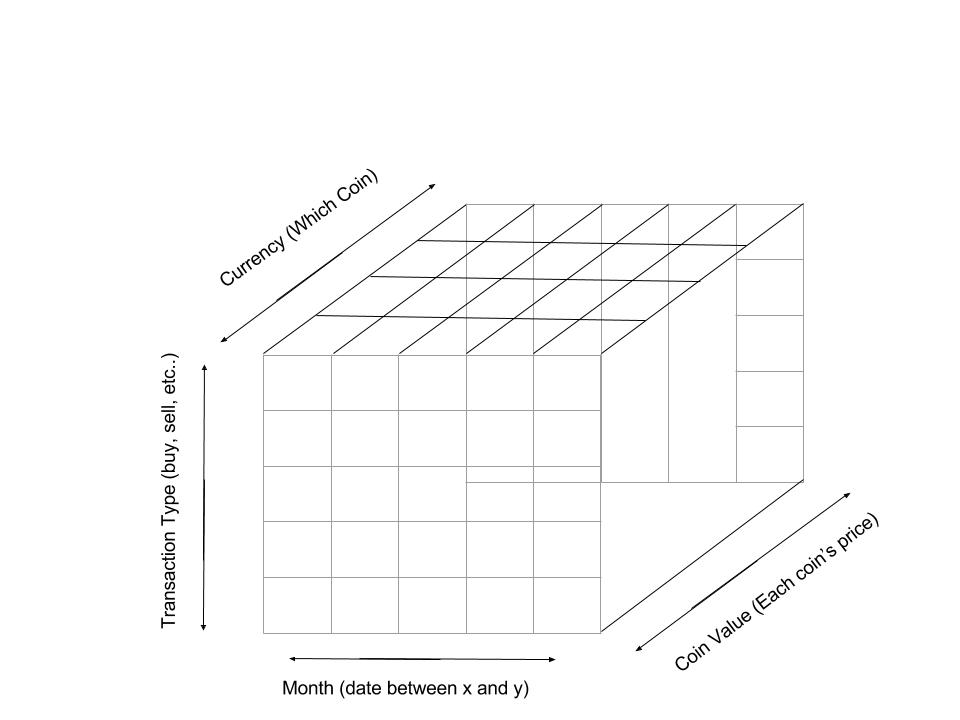 Currency (Which Coin)
Transaction Type (buy, sell, etc..)
Coin Value (Each coin's price)
Month (date between x and y)